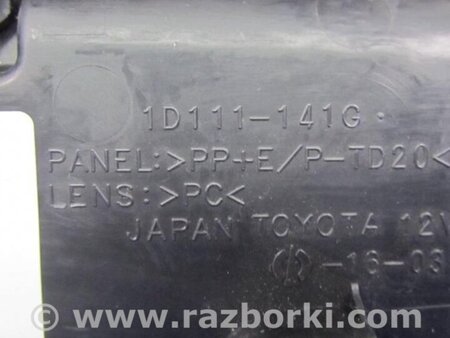 1D111-141G
PANEL:>PP+E/P-TD20<
LENS:>PC<
JAPAN TOYOTA 12V
-16-03
www.razborki.com